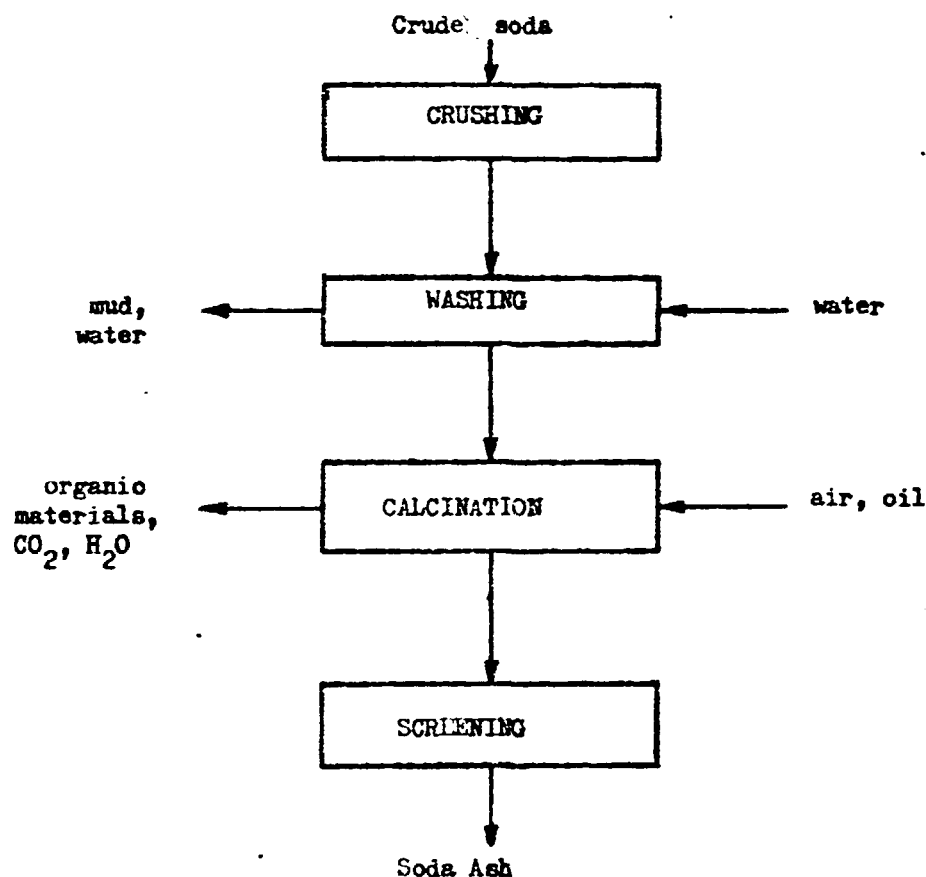 Crude soda
CRUSHING
mud,
water
WASHING
water
organic
materials,
CO2, H2O
CALCINATION
air, oil
SCREENING
Soda Ash